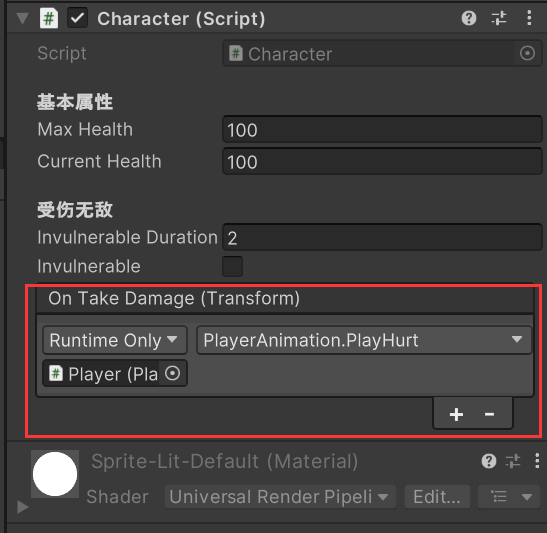 Character (Script)
Script Character
基本属性
Max Health 100
Current Health 100
受伤无敌
Invulnerable Duration 2
Invulnerable
On Take Damage (Transform)
Runtime Only PlayerAnimation.PlayHurt
Player (Pla
+ -
Sprite-Lit-Default (Material)
Shader Universal Render Pipeli Edit...